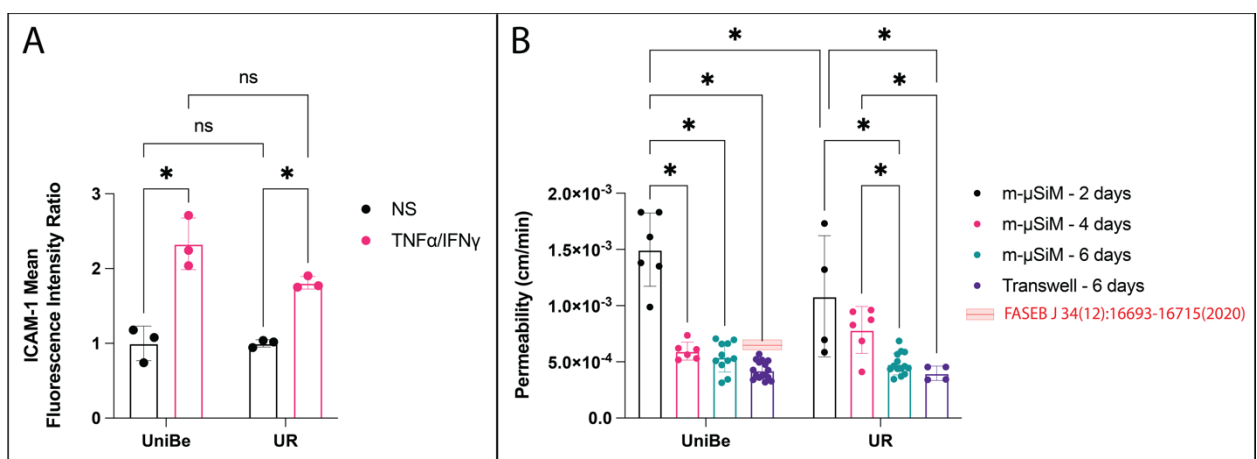 A
ns
ns
*
*
ICAM-1 Mean
Fluorescence Intensity Ratio
3
2
1
0
UniBe
UR
NS
TNFα/IFNγ
B
*
*
*
*
*
*
*
*
Permeability (cm/min)
2.0×10⁻³
1.5×10⁻³
1.0×10⁻³
5.0×10⁻⁴
0.0
UniBe
UR
m-µSiM - 2 days
m-µSiM - 4 days
m-µSiM - 6 days
Transwell - 6 days
FASEB J 34(12):16693-16715(2020)